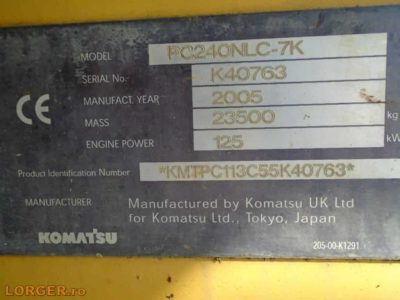 MODEL PC240NLC-7K
SERIAL No. K40763
MANUFACT. YEAR 2005
MASS 23500 kg
ENGINE POWER 125 kW
CE
Product Identification Number *KMTPC113C55K40763*
MANUFACTURER Manufactured by Komatsu UK Ltd
for Komatsu Ltd., Tokyo, Japan
KOMATSU
205-00-K1291
LORGER.ro